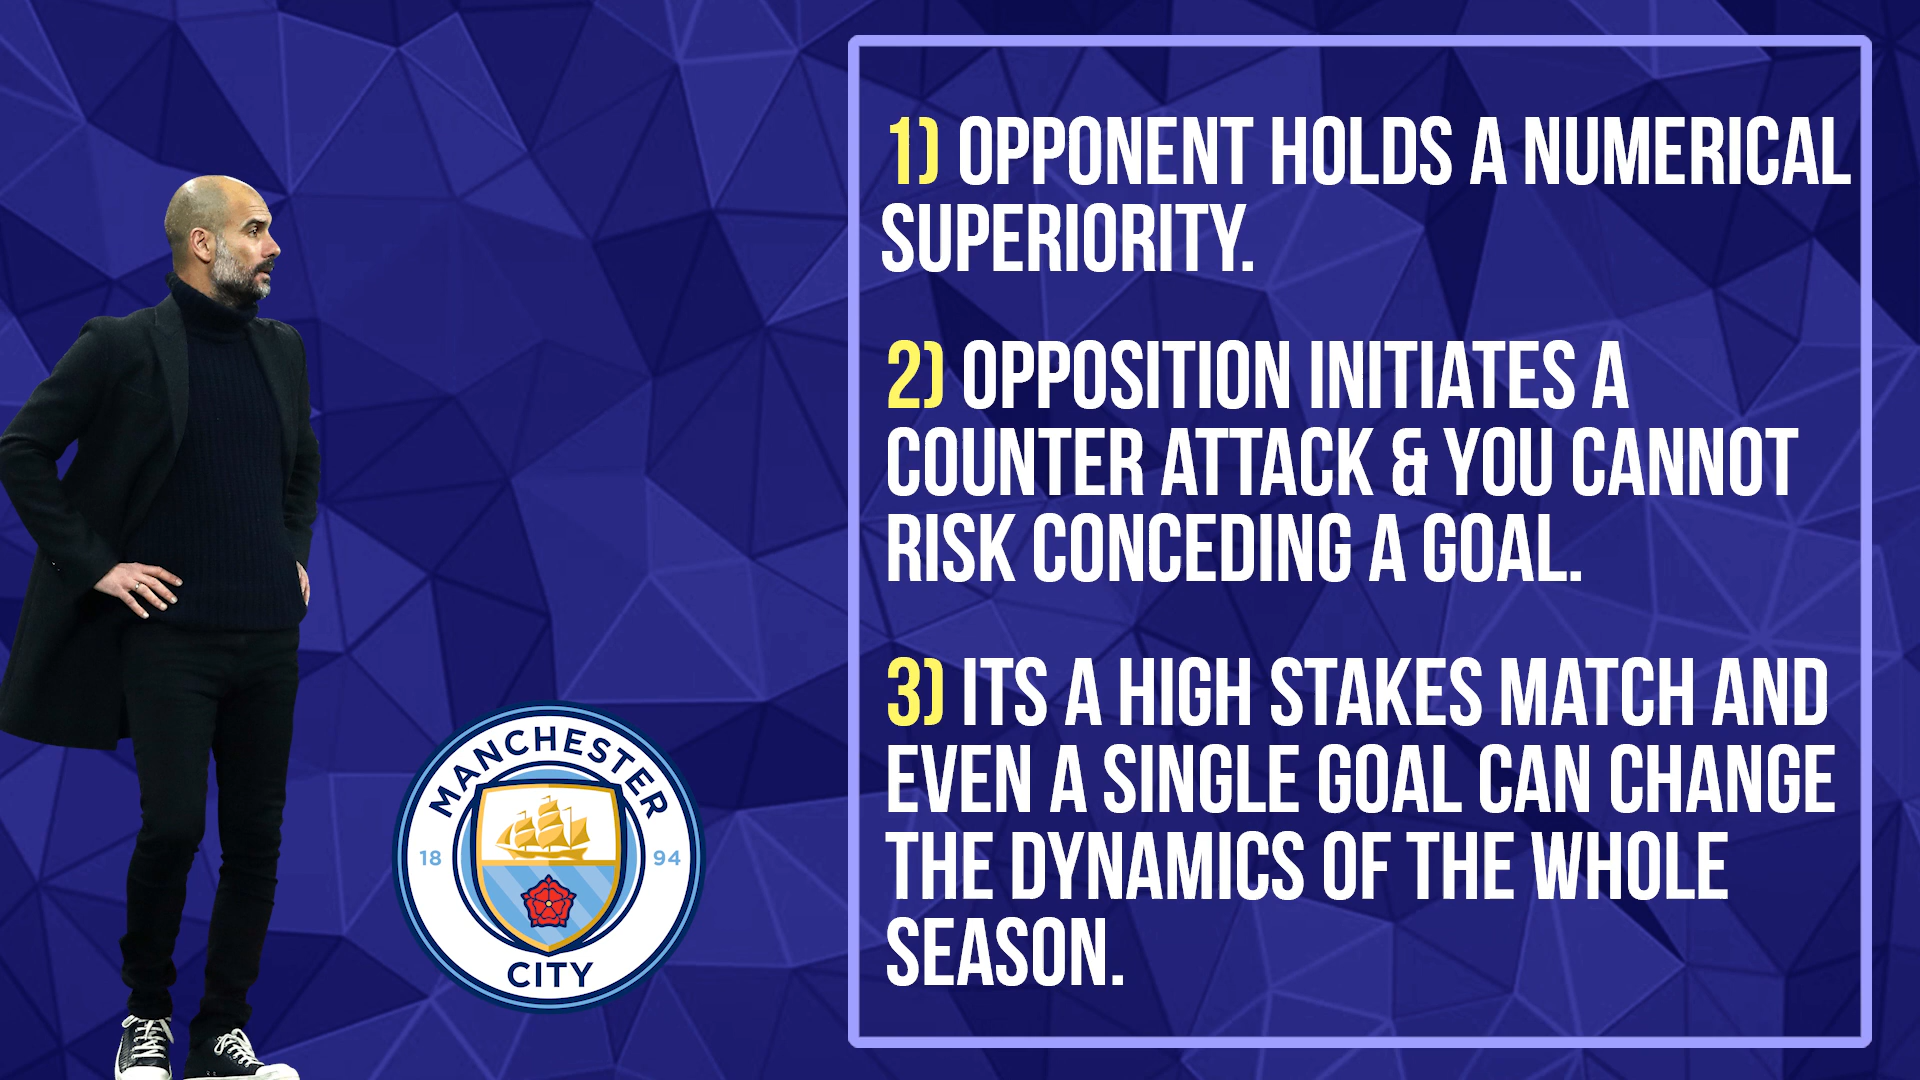 1) OPPONENT HOLDS A NUMERICAL
SUPERIORITY.
2) OPPOSITION INITIATES A
COUNTER ATTACK & YOU CANNOT
RISK CONCEDING A GOAL.
3) ITS A HIGH STAKES MATCH AND
EVEN A SINGLE GOAL CAN CHANGE
THE DYNAMICS OF THE WHOLE
SEASON.
MANCHESTER
18 94
CITY